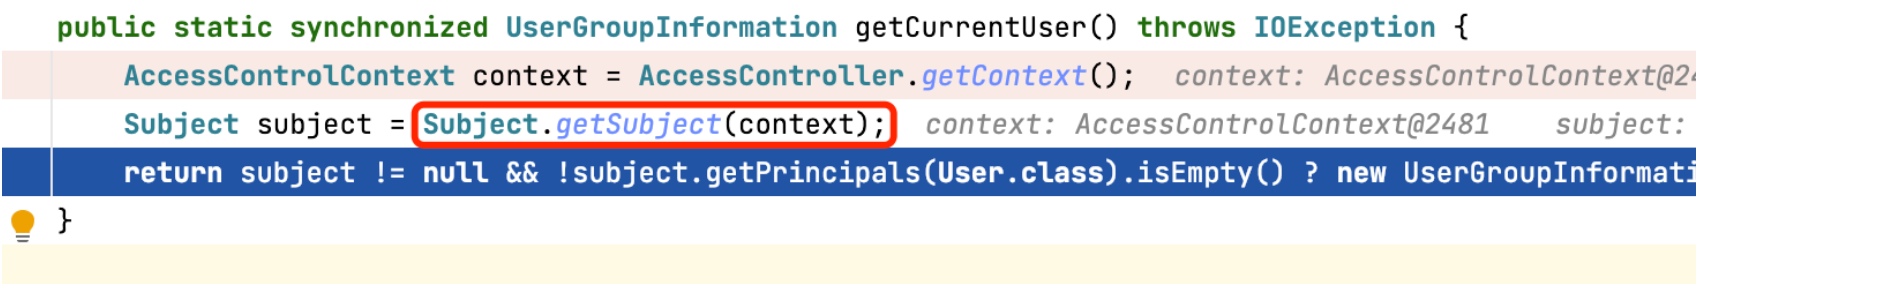 public static synchronized UserGroupInformation getCurrentUser() throws IOException {
AccessControlContext context = AccessController.getContext(); context: AccessControlContext@24
Subject subject = Subject.getSubject(context); context: AccessControlContext@2481 subject:
return subject != null && !subject.getPrincipals(User.class).isEmpty() ? new UserGroupInformati
}